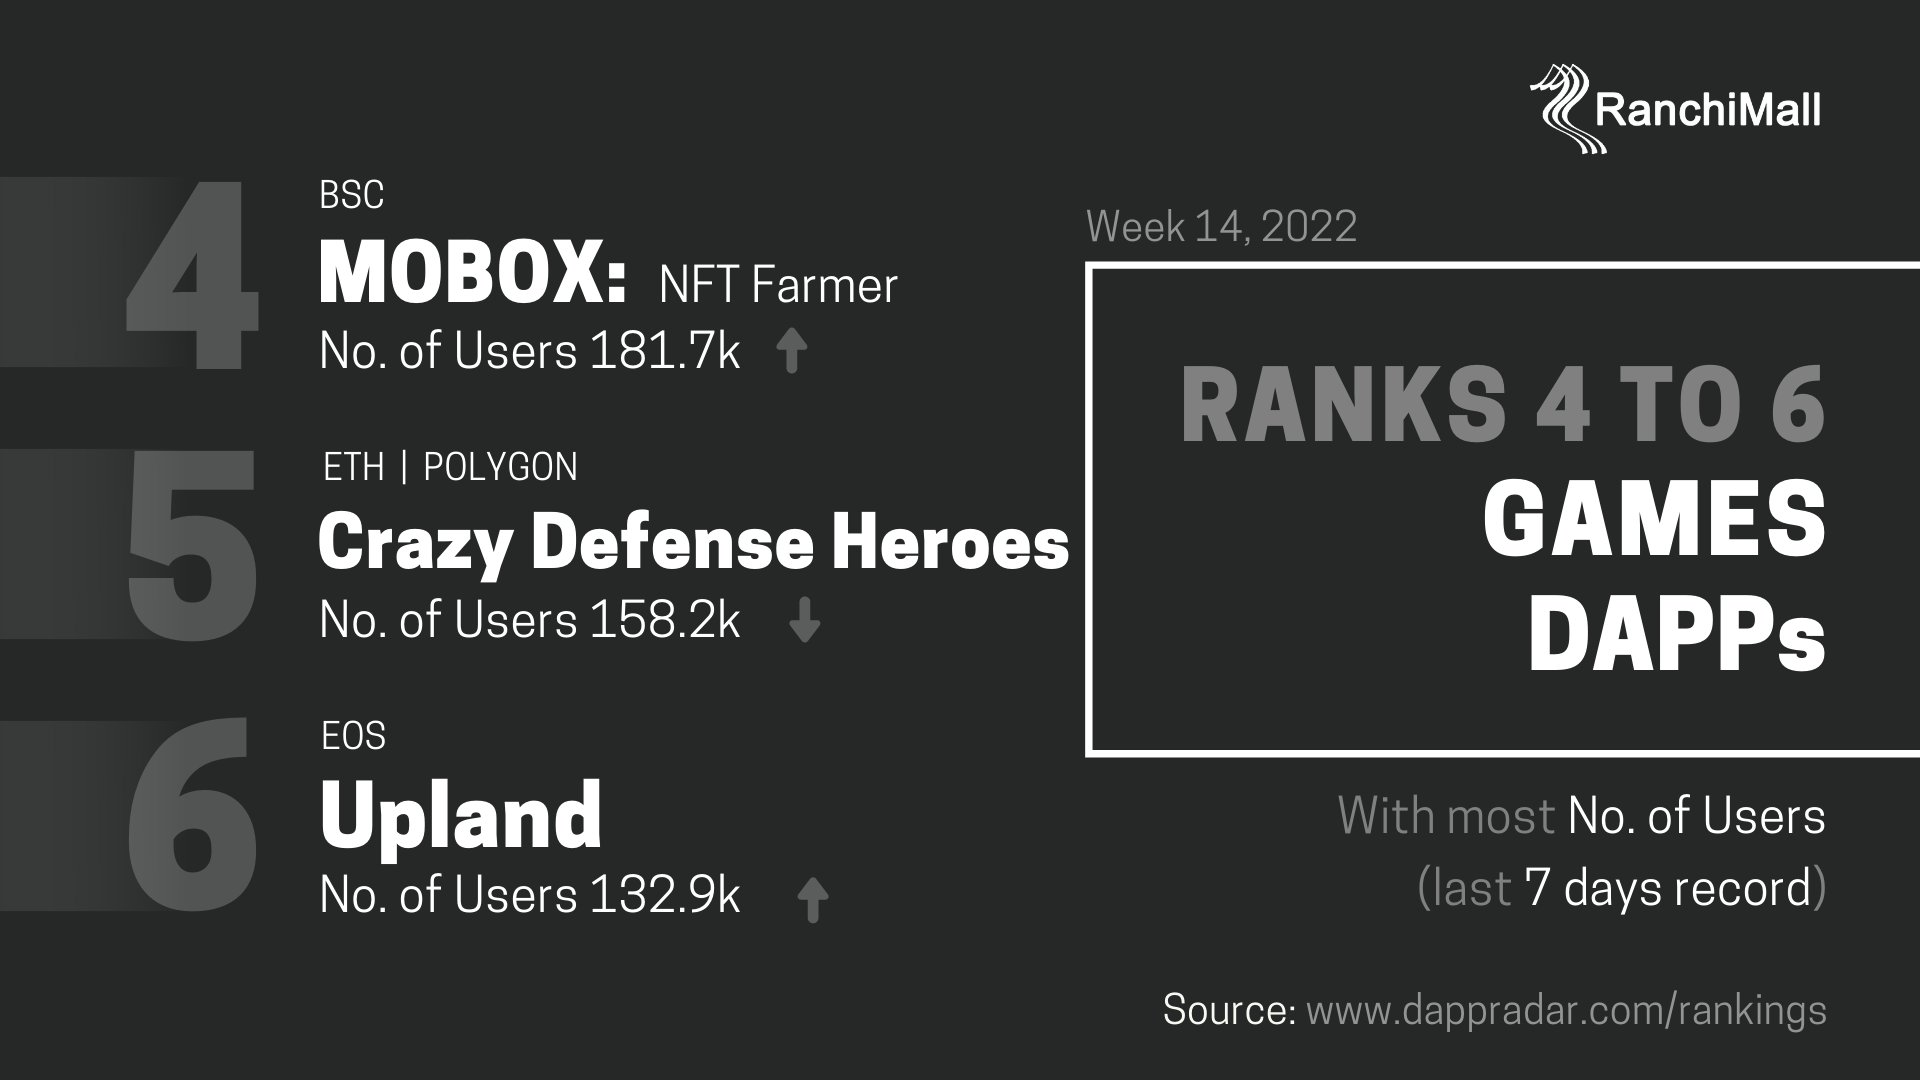 RanchiMall
4
BSC
MOBOX: NFT Farmer
No. of Users 181.7k
5
ETH | POLYGON
Crazy Defense Heroes
No. of Users 158.2k
6
EOS
Upland
No. of Users 132.9k
Week 14, 2022
RANKS 4 TO 6
GAMES
DAPPs
With most No. of Users
(last 7 days record)
Source: www.dappradar.com/rankings